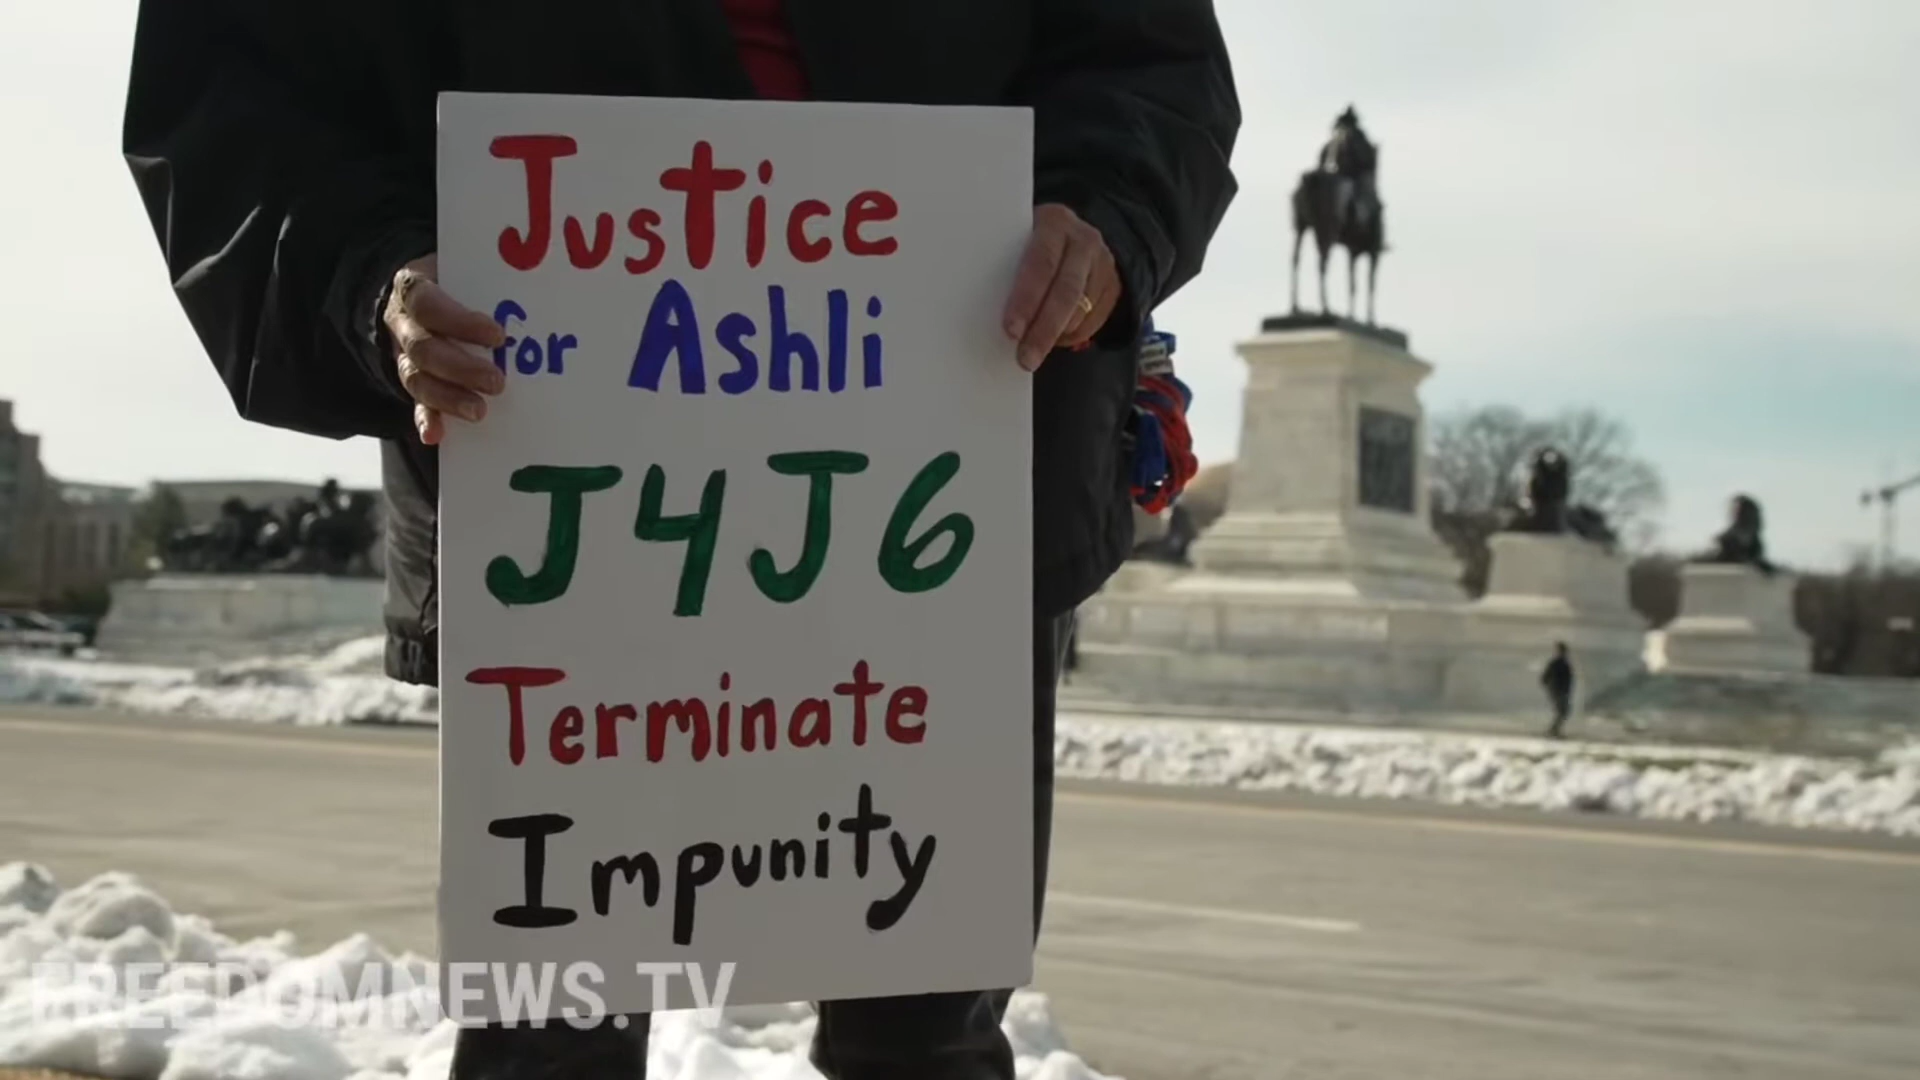 Justice
for Ashli
J4J6
Terminate
Impunity
FREEDOMNEWS.TV